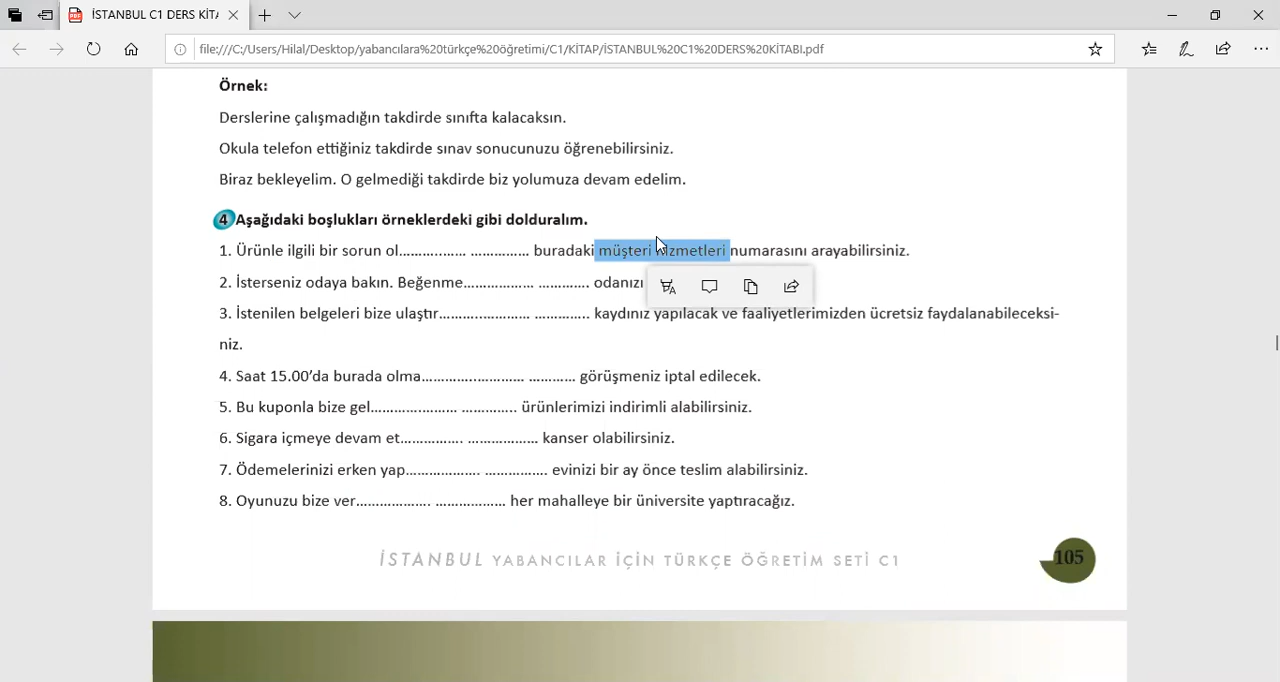 İSTANBUL C1 DERS KİTA
file:///C:/Users/Hilal/Desktop/yabancılara%20türkçe%20öğretimi/C1/KİTAP/İSTANBUL%20C1%20DERS%20KİTABI.pdf
Örnek:
Derslerine çalışmadığın takdirde sınıfta kalacaksın.
Okula telefon ettiğiniz takdirde sınav sonucunuzu öğrenebilirsiniz.
Biraz bekleyelim. O gelmediği takdirde biz yolumuza devam edelim.
4 Aşağıdaki boşlukları örneklerdeki gibi dolduralım.
1. Ürünle ilgili bir sorun ol………..…… …………… buradaki müşteri hizmetleri numarasını arayabilirsiniz.
2. İsterseniz odaya bakın. Beğenme……………… …………. odanızı
3. İstenilen belgeleri bize ulaştır………..………… ………….. kaydınız yapılacak ve faaliyetlerimizden ücretsiz faydalanabileceksi-
niz.
4. Saat 15.00’da burada olma…………..………… ………… görüşmeniz iptal edilecek.
5. Bu kuponla bize gel…………..……… ………….. ürünlerimizi indirimli alabilirsiniz.
6. Sigara içmeye devam et……………. ……………… kanser olabilirsiniz.
7. Ödemelerinizi erken yap………………. ……………. evinizi bir ay önce teslim alabilirsiniz.
8. Oyunuzu bize ver………………. ……………… her mahalleye bir üniversite yaptıracağız.
İSTANBUL YABANCILAR İÇİN TÜRKÇE ÖĞRETİM SETİ C1
105